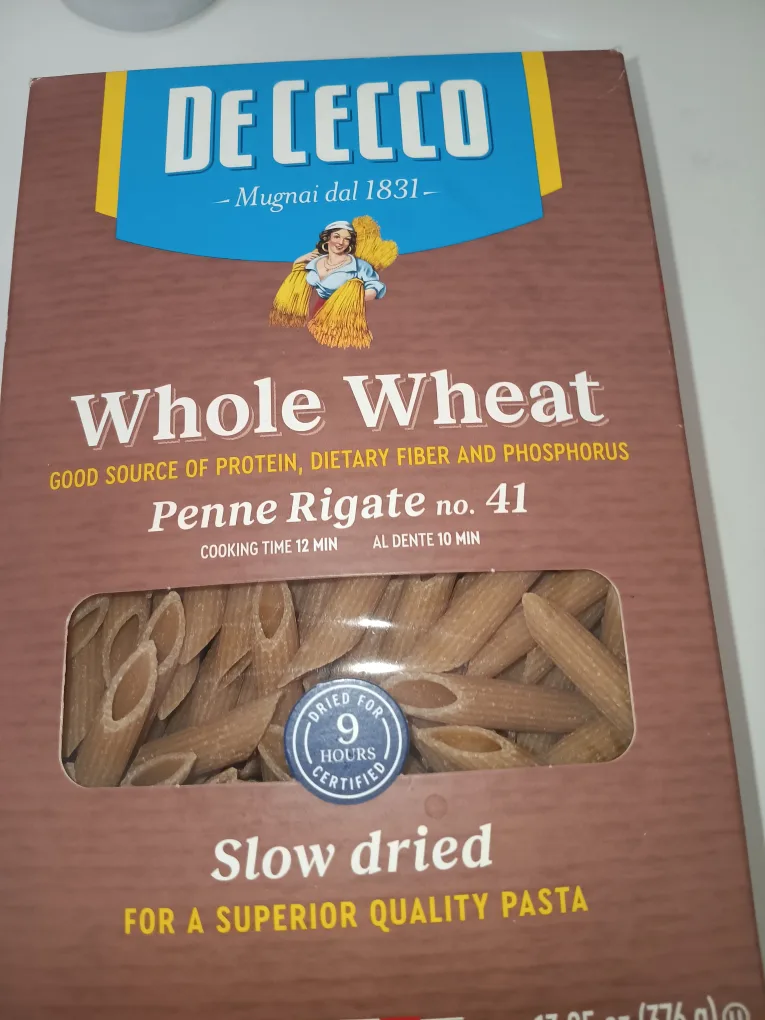 DE CECCO
Mugnai dal 1831
Whole Wheat
GOOD SOURCE OF PROTEIN, DIETARY FIBER AND PHOSPHORUS
Penne Rigate no. 41
COOKING TIME 12 MIN AL DENTE 10 MIN
DRIED FOR
9
HOURS
CERTIFIED
Slow dried
FOR A SUPERIOR QUALITY PASTA
(376 g) U